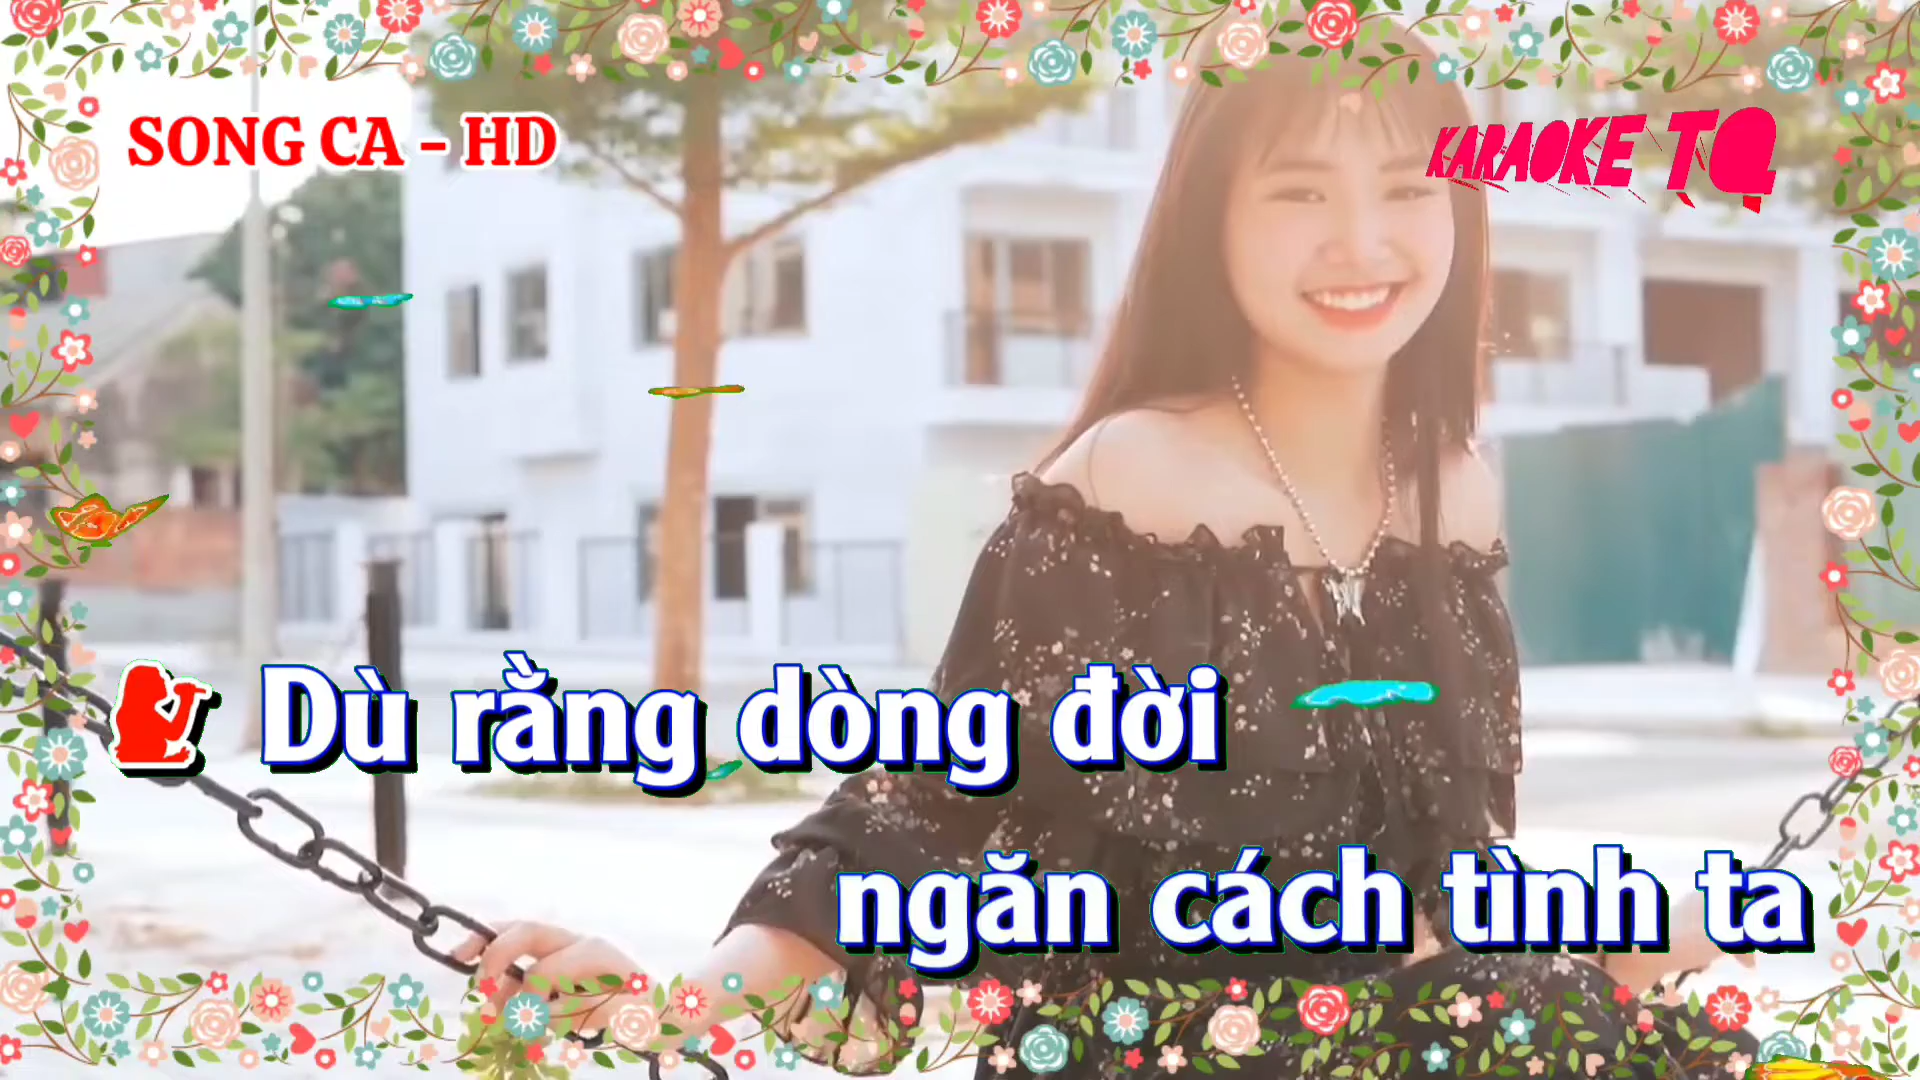 SONG CA - HD
KARAOKE TQ
Dù rằng dòng đời
ngăn cách tình ta